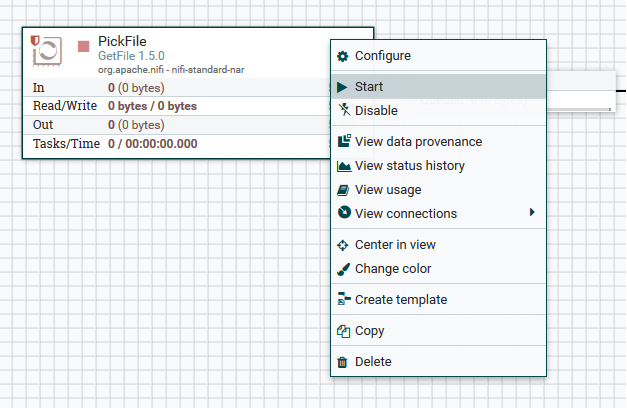 PickFile
GetFile 1.5.0
org.apache.nifi - nifi-standard-nar
In 0 (0 bytes)
Read/Write 0 bytes / 0 bytes
Out 0 (0 bytes)
Tasks/Time 0 / 00:00:00.000
Configure
Start
Disable
View data provenance
View status history
View usage
View connections
Center in view
Change color
Create template
Copy
Delete